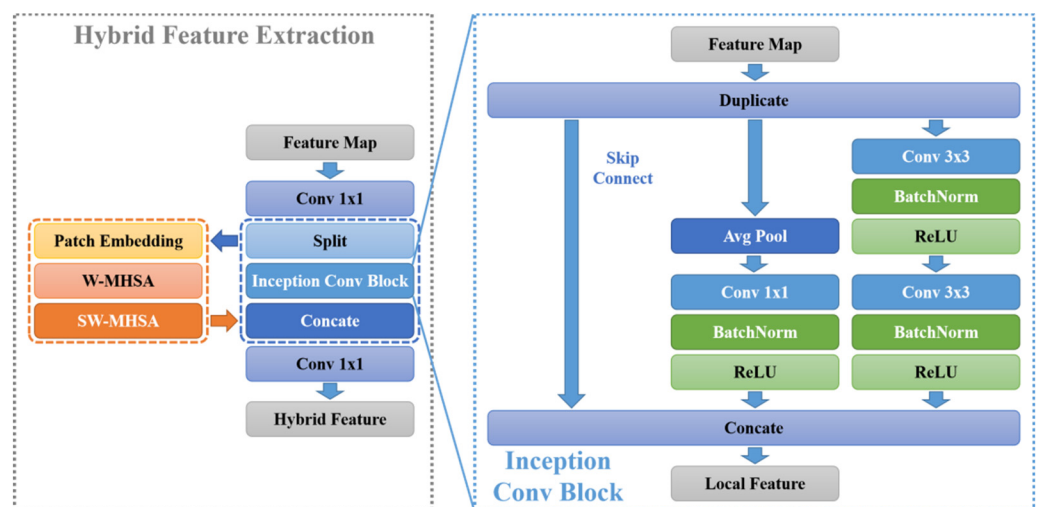 Hybrid Feature Extraction
Feature Map
Conv 1x1
Patch Embedding
Split
W-MHSA
Inception Conv Block
SW-MHSA
Concate
Conv 1x1
Hybrid Feature
Feature Map
Duplicate
Skip
Connect
Avg Pool
Conv 1x1
BatchNorm
ReLU
Conv 3x3
BatchNorm
ReLU
Conv 3x3
BatchNorm
ReLU
Concate
Inception
Conv Block
Local Feature